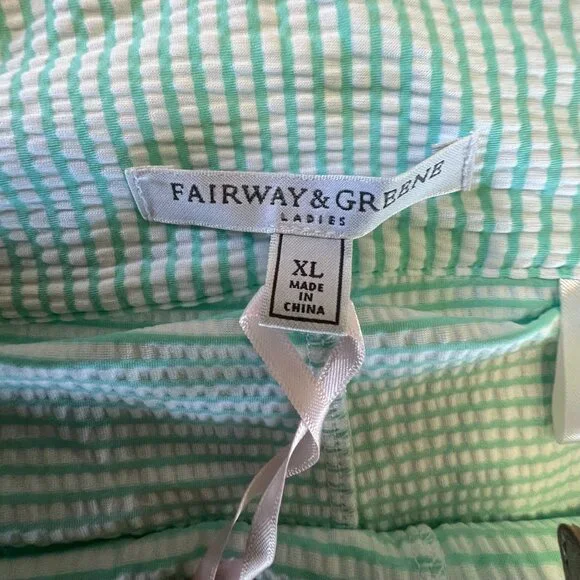 FAIRWAY & GREENE
LADIES
XL
MADE
IN
CHINA